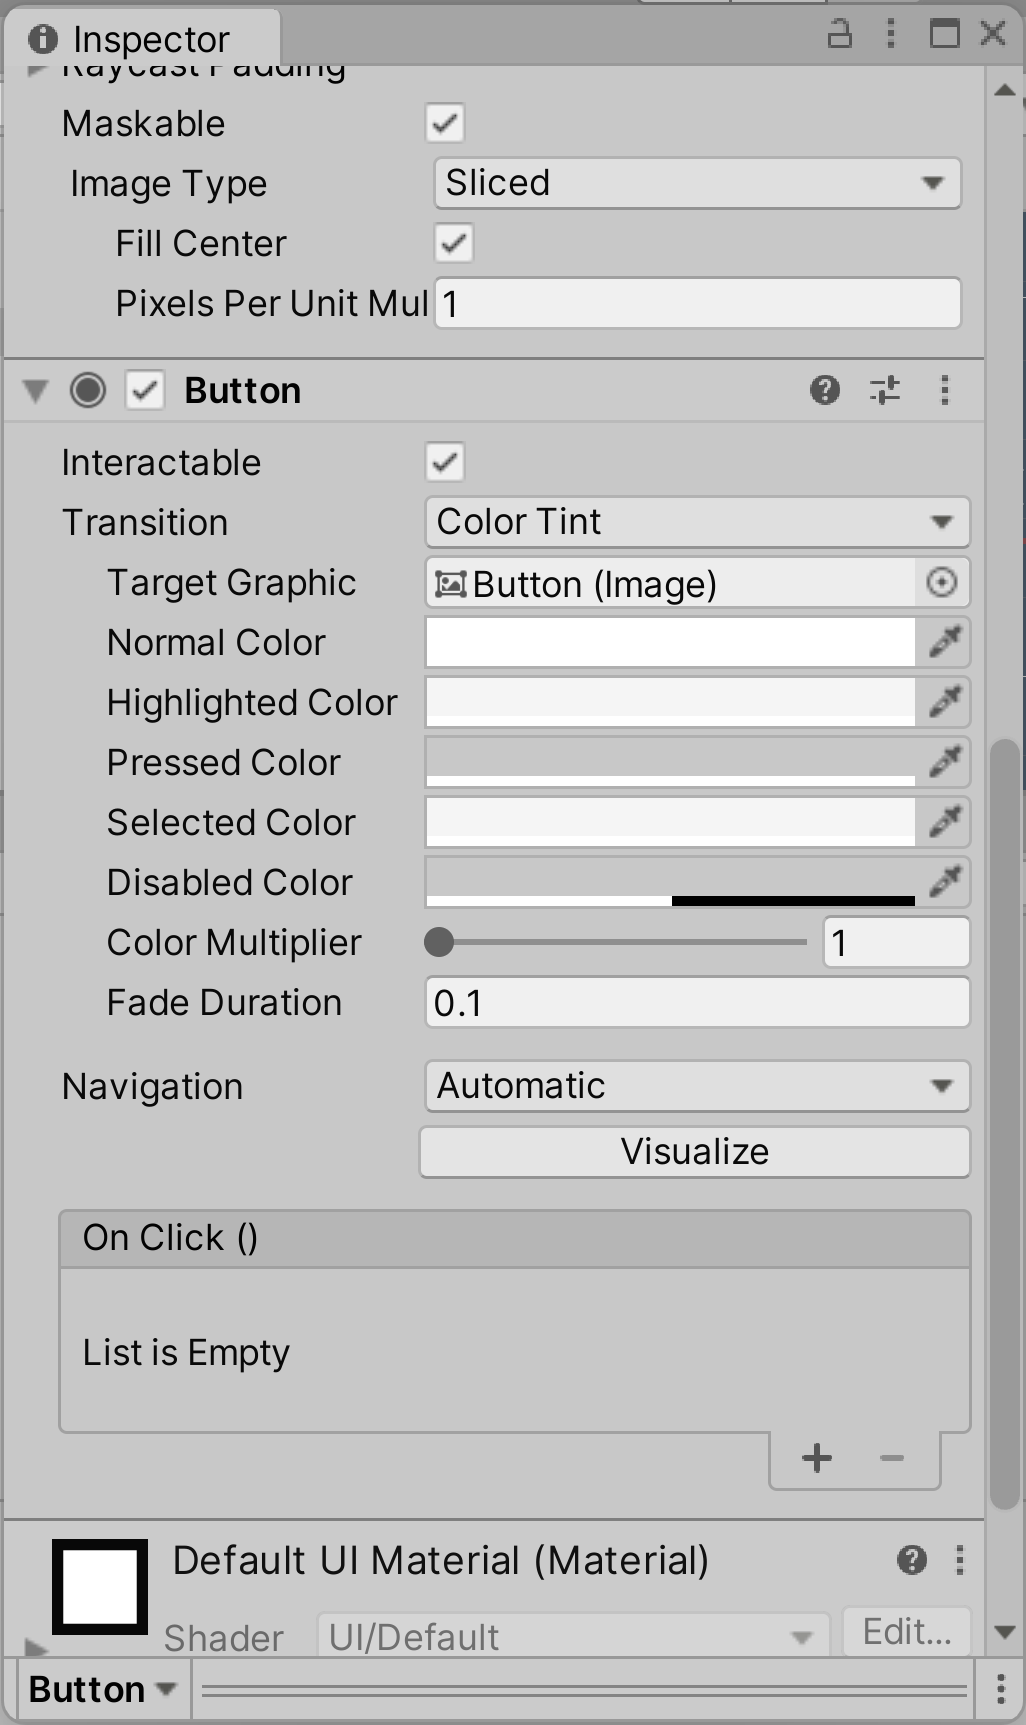 Inspector
Raycast Padding
Maskable
Image Type Sliced
Fill Center
Pixels Per Unit Mul 1
Button
Interactable
Transition Color Tint
Target Graphic Button (Image)
Normal Color
Highlighted Color
Pressed Color
Selected Color
Disabled Color
Color Multiplier 1
Fade Duration 0.1
Navigation Automatic
Visualize
On Click ()
List is Empty
Default UI Material (Material)
Shader UI/Default Edit...
Button